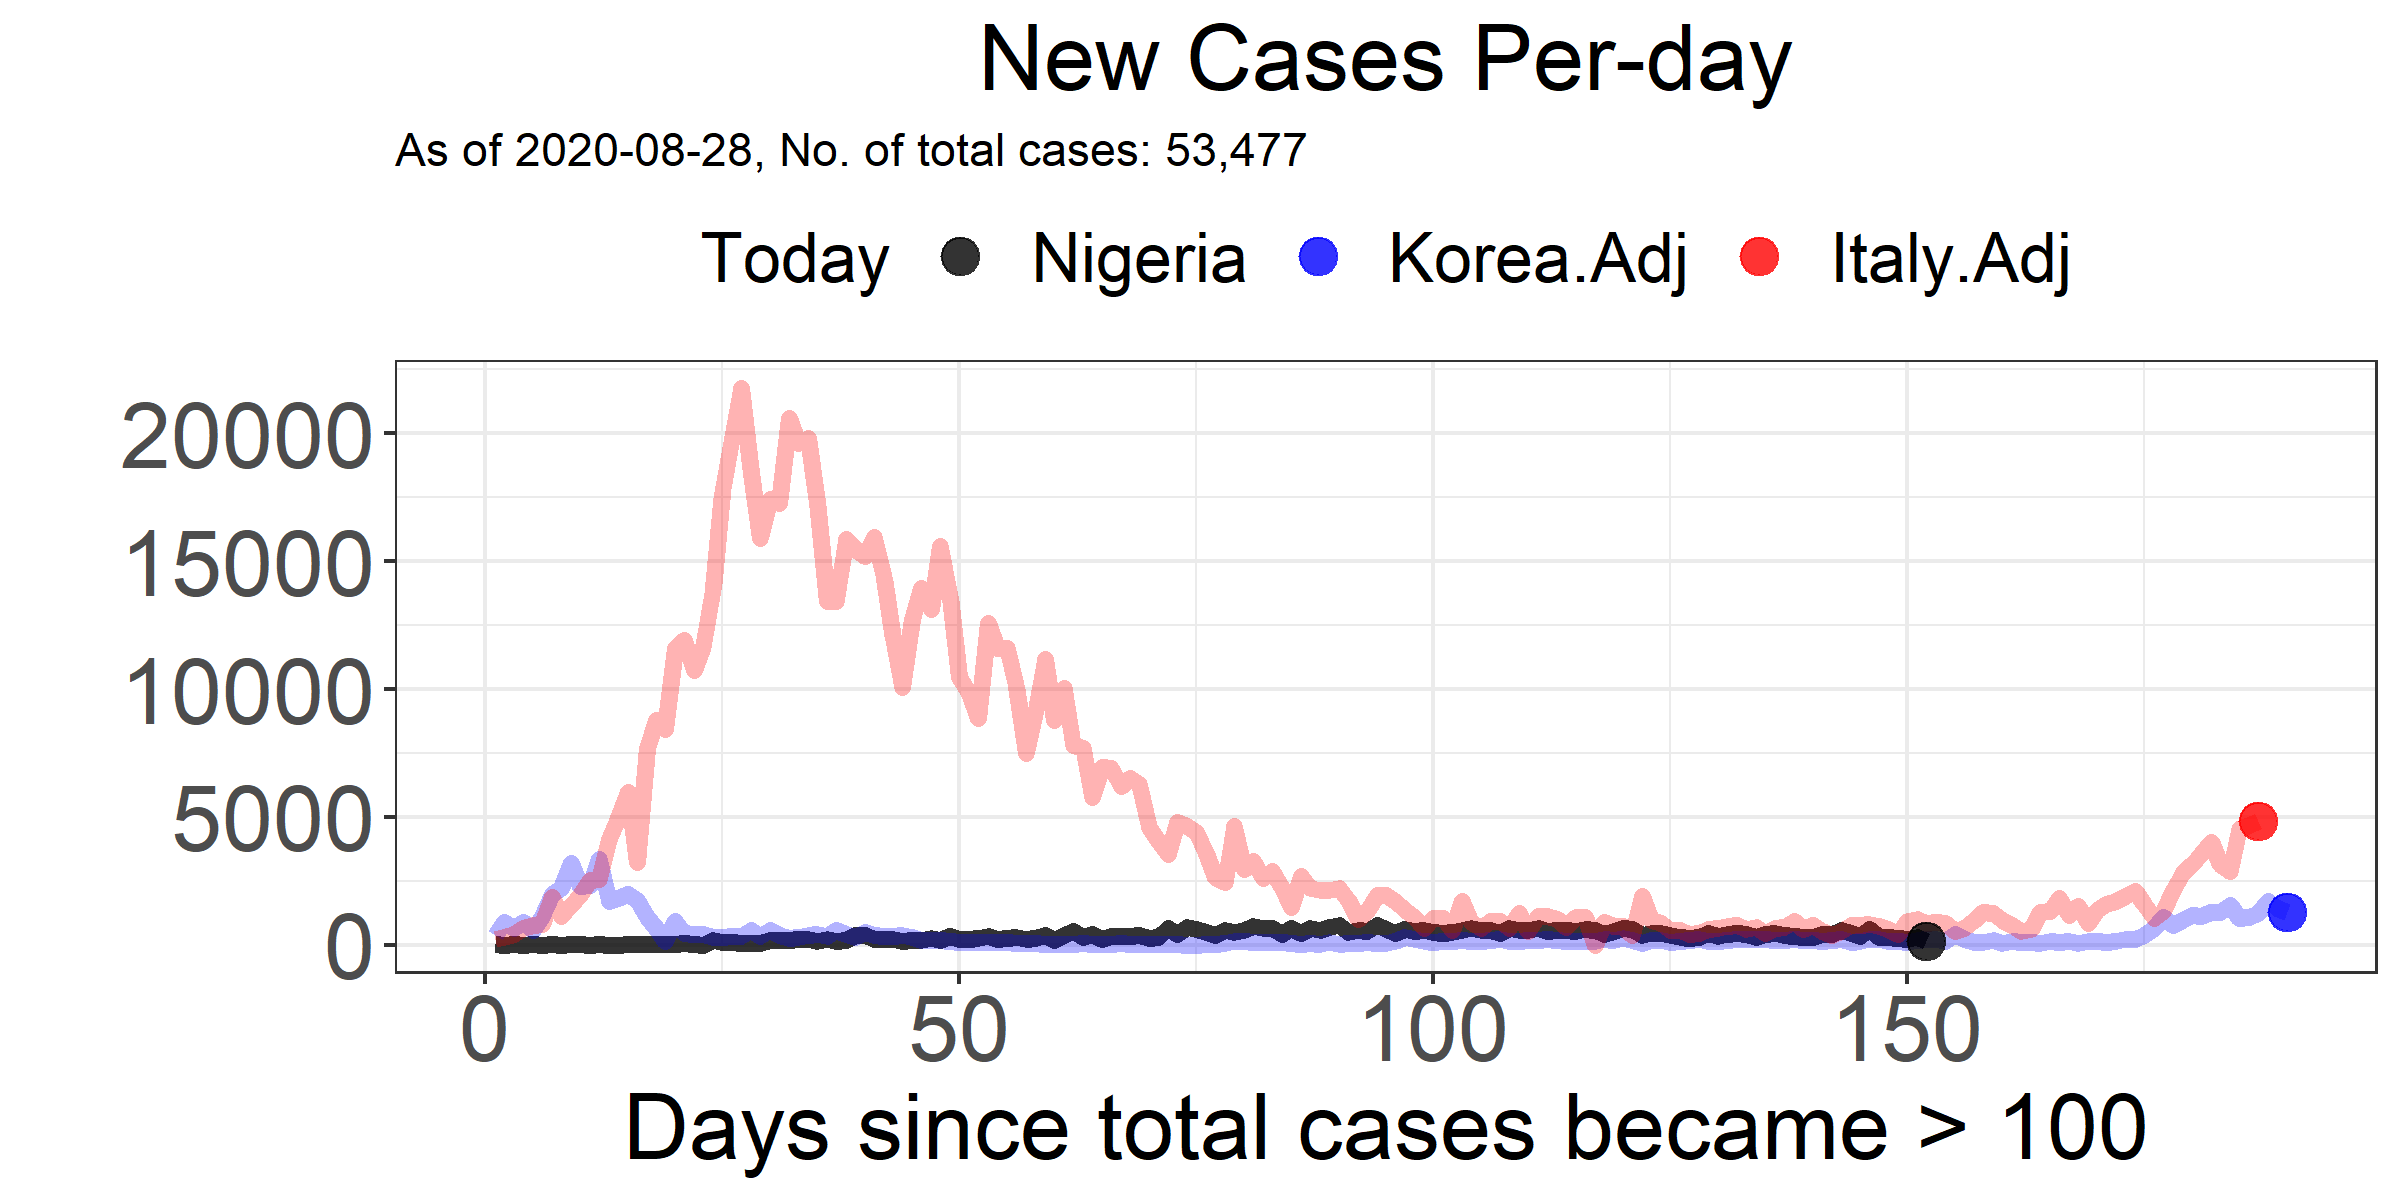 New Cases Per-day
As of 2020-08-28, No. of total cases: 53,477
Today Nigeria Korea.Adj Italy.Adj
20000
15000
10000
5000
0
0 50 100 150
Days since total cases became > 100